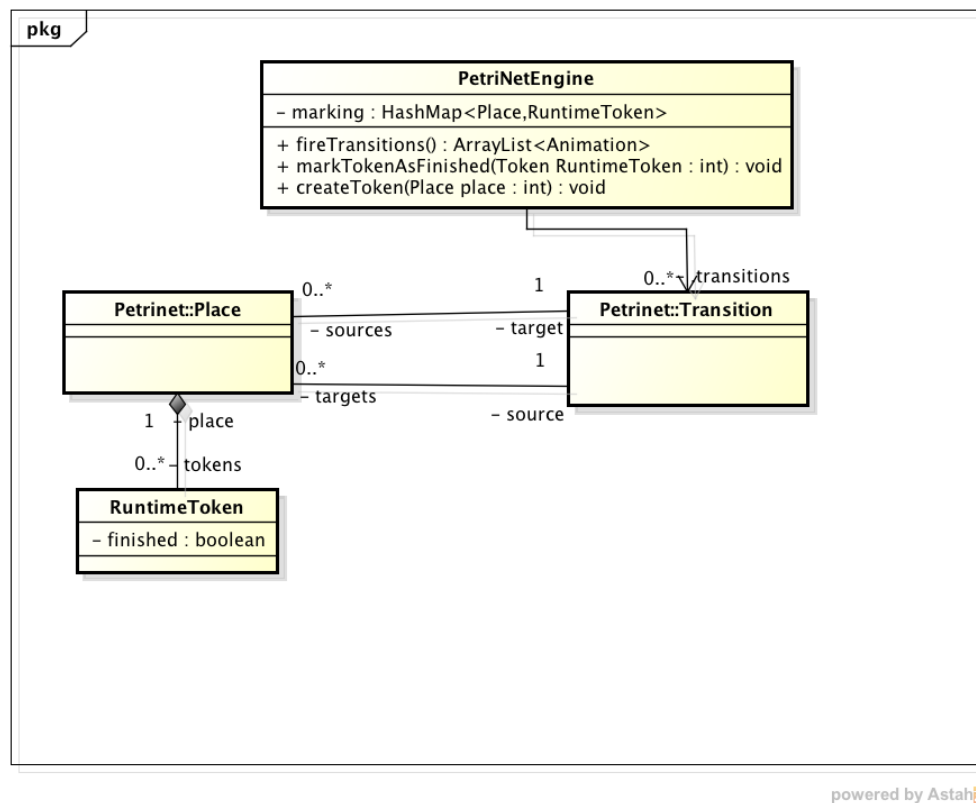 pkg
PetriNetEngine
- marking : HashMap<Place,RuntimeToken>
+ fireTransitions() : ArrayList<Animation>
+ markTokenAsFinished(Token RuntimeToken : int) : void
+ createToken(Place place : int) : void
0..* - transitions
Petrinet::Place
0..*
- sources
1
- target
0..*
- targets
1
- source
Petrinet::Transition
1 - place
0..* - tokens
RuntimeToken
- finished : boolean
powered by Astah